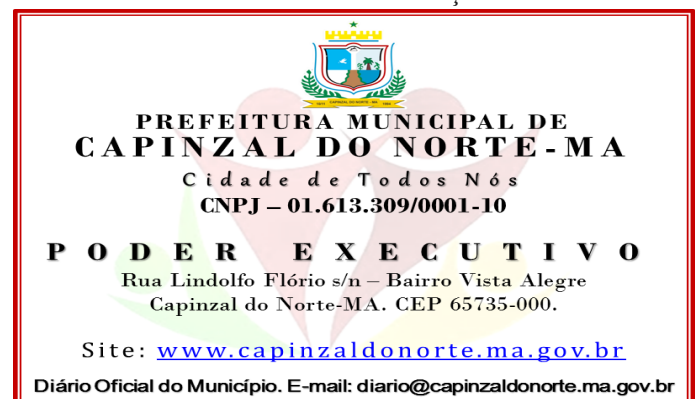 PREFEITURA MUNICIPAL DE
CAPINZAL DO NORTE-MA
Cidade de Todos Nós
CNPJ – 01.613.309/0001-10
PODER EXECUTIVO
Rua Lindolfo Flório s/n – Bairro Vista Alegre
Capinzal do Norte-MA. CEP 65735-000.
Site: www.capinzaldonorte.ma.gov.br
Diário Oficial do Município. E-mail: diario@capinzaldonorte.ma.gov.br